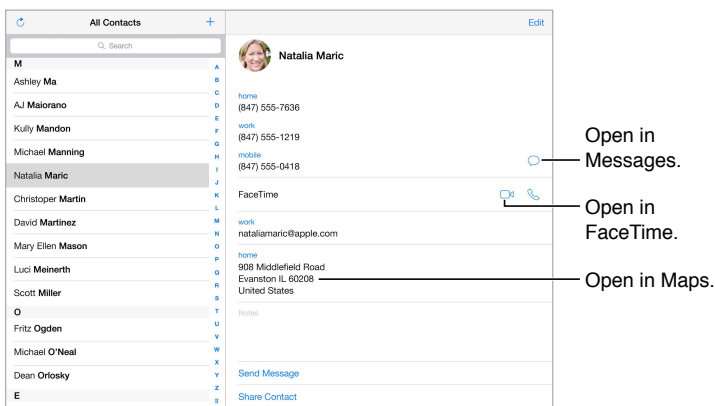 All Contacts +
Search
M
Ashley Ma
AJ Maiorano
Kully Mandon
Michael Manning
Natalia Maric
Christoper Martin
David Martinez
Mary Ellen Mason
Luci Meinerth
Scott Miller
O
Fritz Ogden
Michael O'Neal
Dean Orlosky
E
A
B
C
D
E
F
G
H
I
J
K
L
M
N
O
P
Q
R
S
T
U
V
W
X
Y
Z
#
Edit
Natalia Maric
home
(847) 555-7636
work
(847) 555-1219
mobile
(847) 555-0418
FaceTime
work
nataliamaric@apple.com
home
908 Middlefield Road
Evanston IL 60208
United States
Notes
Send Message
Share Contact
Open in
Messages.
Open in
FaceTime.
Open in Maps.